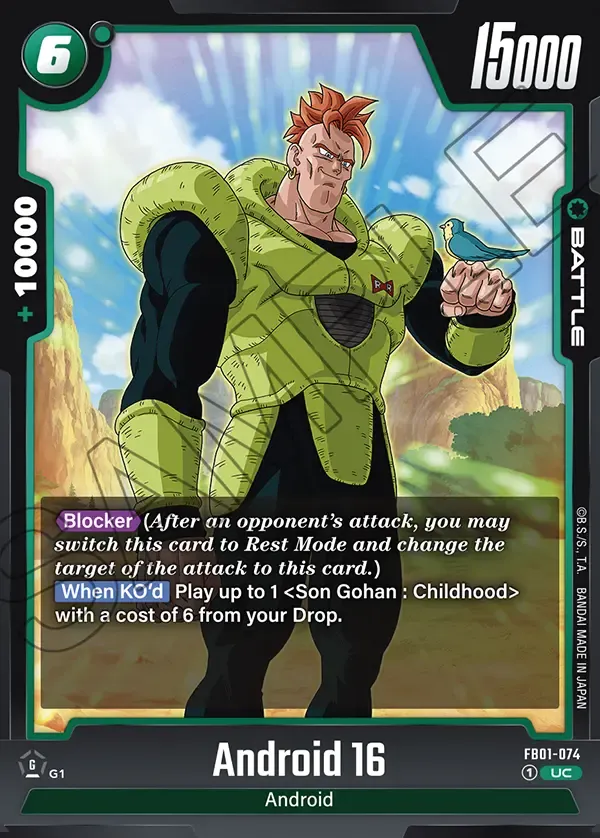 6
15000
+ 10000
BATTLE
SAMPLE
Blocker (After an opponent's attack, you may
switch this card to Rest Mode and change the
target of the attack to this card.)
When KO'd Play up to 1 <Son Gohan : Childhood>
with a cost of 6 from your Drop.
©B.S./S., T.A. BANDAI MADE IN JAPAN
G G1
Android 16
FB01-074
1 UC
Android
R R